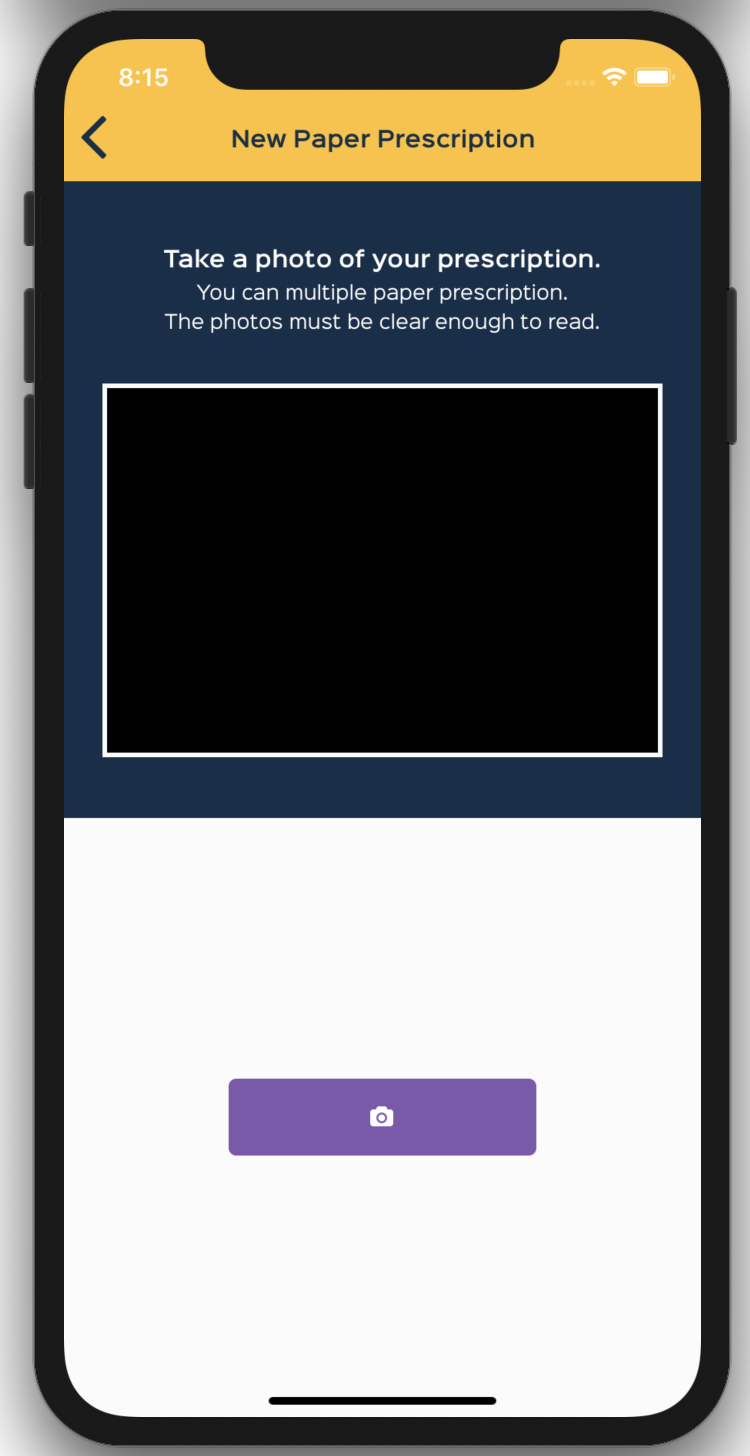 8:15
New Paper Prescription
Take a photo of your prescription.
You can multiple paper prescription.
The photos must be clear enough to read.